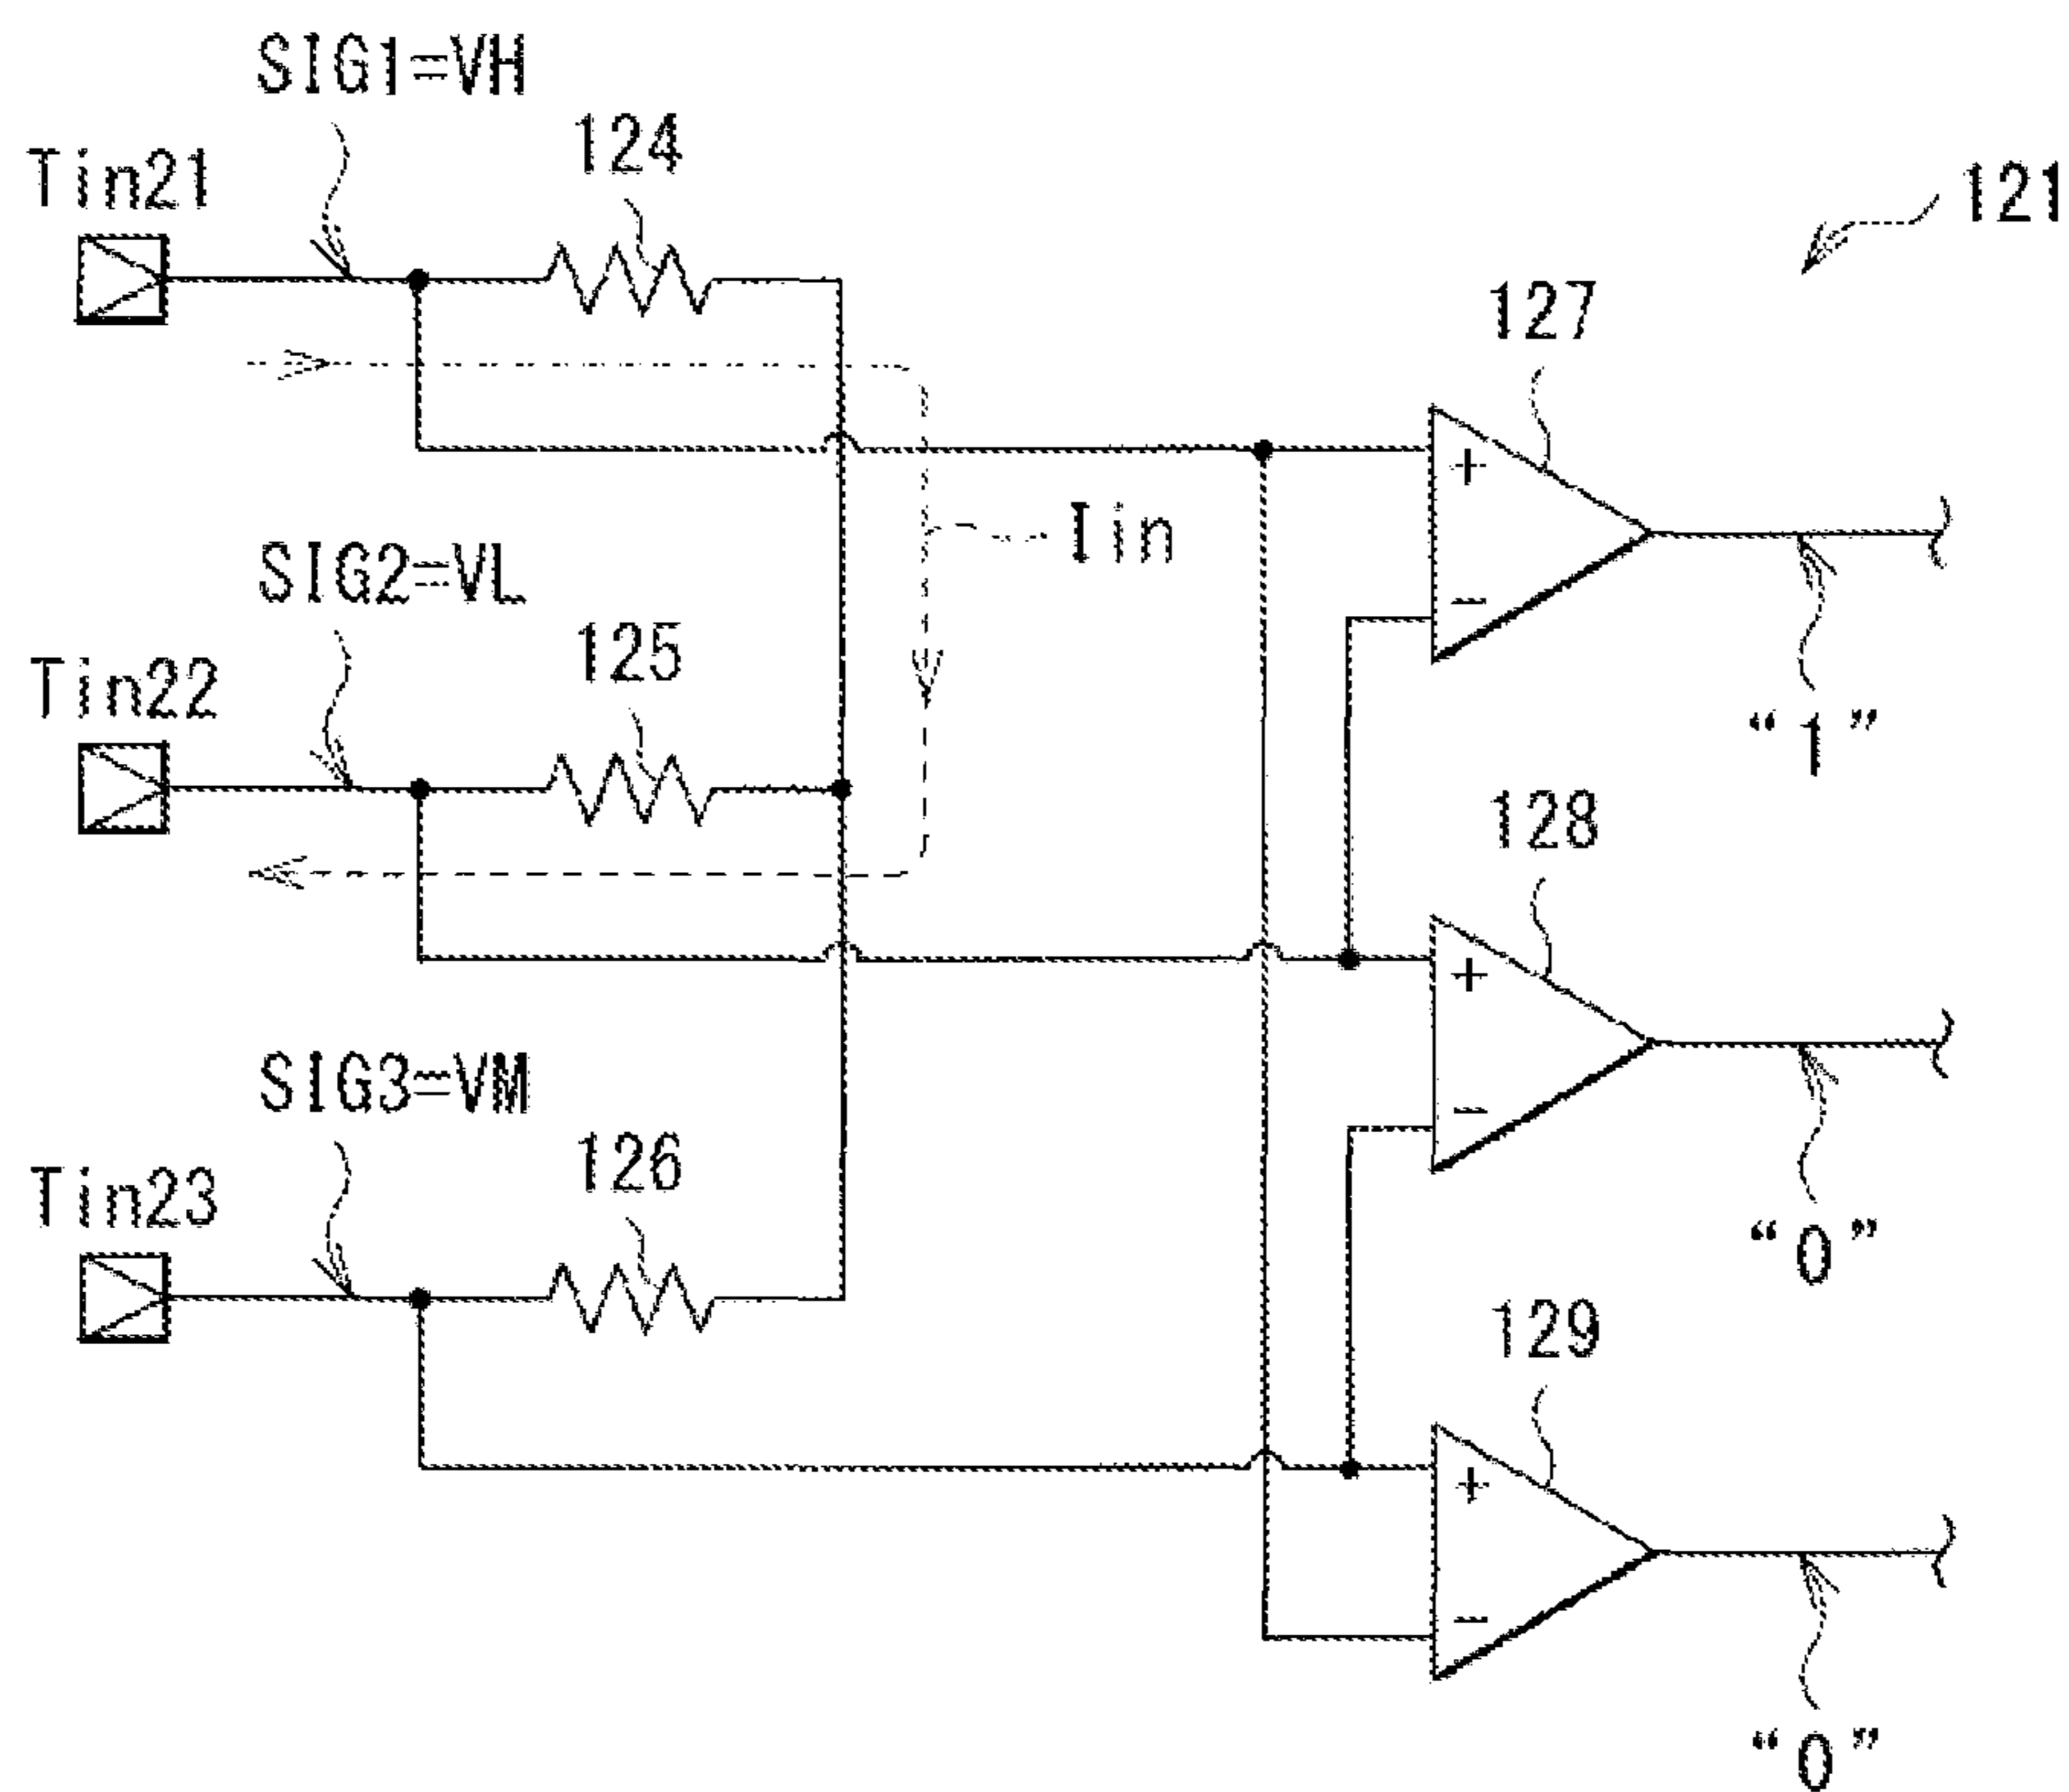 SIG1=VH
124
Tin21
121
127
+
Iin
SIG2=VL
−
125
Tin22
“1”
128
+
SIG3=VM
−
126
Tin23
“0”
129
+
−
“0”